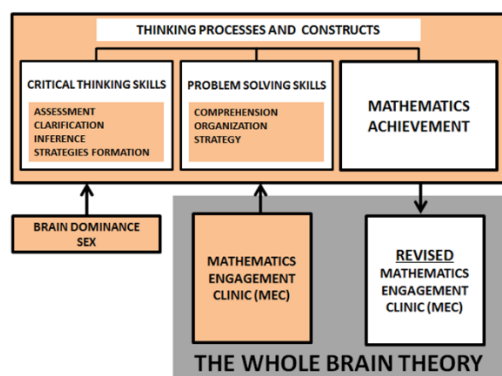 THINKING PROCESSES AND CONSTRUCTS
CRITICAL THINKING SKILLS
ASSESSMENT
CLARIFICATION
INFERENCE
STRATEGIES FORMATION
PROBLEM SOLVING SKILLS
COMPREHENSION
ORGANIZATION
STRATEGY
MATHEMATICS
ACHIEVEMENT
BRAIN DOMINANCE
SEX
MATHEMATICS
ENGAGEMENT
CLINIC (MEC)
REVISED
MATHEMATICS
ENGAGEMENT
CLINIC (MEC)
THE WHOLE BRAIN THEORY